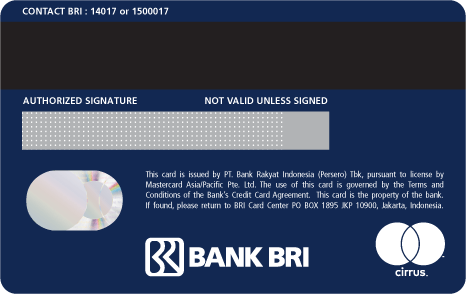 CONTACT BRI : 14017 or 1500017
AUTHORIZED SIGNATURE NOT VALID UNLESS SIGNED
This card is issued by PT. Bank Rakyat Indonesia (Persero) Tbk, pursuant to license by
Mastercard Asia/Pacific Pte. Ltd. The use of this card is governed by the Terms and
Conditions of the Bank's Credit Card Agreement. This card is the property of the bank.
If found, please return to BRI Card Center PO BOX 1895 JKP 10900, Jakarta, Indonesia.
BANK BRI
cirrus.